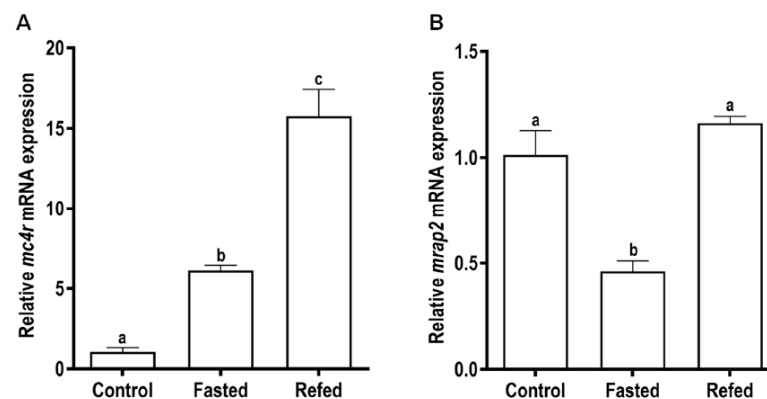 A
Relative mc4r mRNA expression
20
15
10
5
0
a
b
c
Control Fasted Refed
B
Relative mrap2 mRNA expression
1.5
1.0
0.5
0.0
a
b
a
Control Fasted Refed